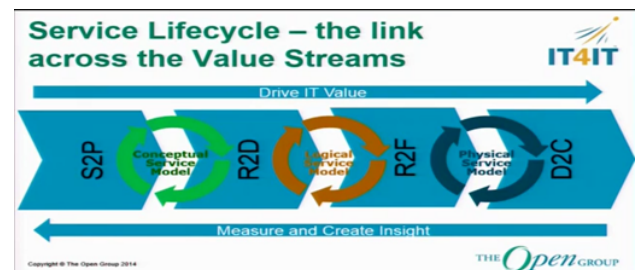 Service Lifecycle – the link
across the Value Streams
IT4IT
Drive IT Value
S2P
Conceptual
Service
Model
R2D
Logical
Service
Model
R2F
Physical
Service
Model
D2C
Measure and Create Insight
Copyright © The Open Group 2014
THE Open GROUP